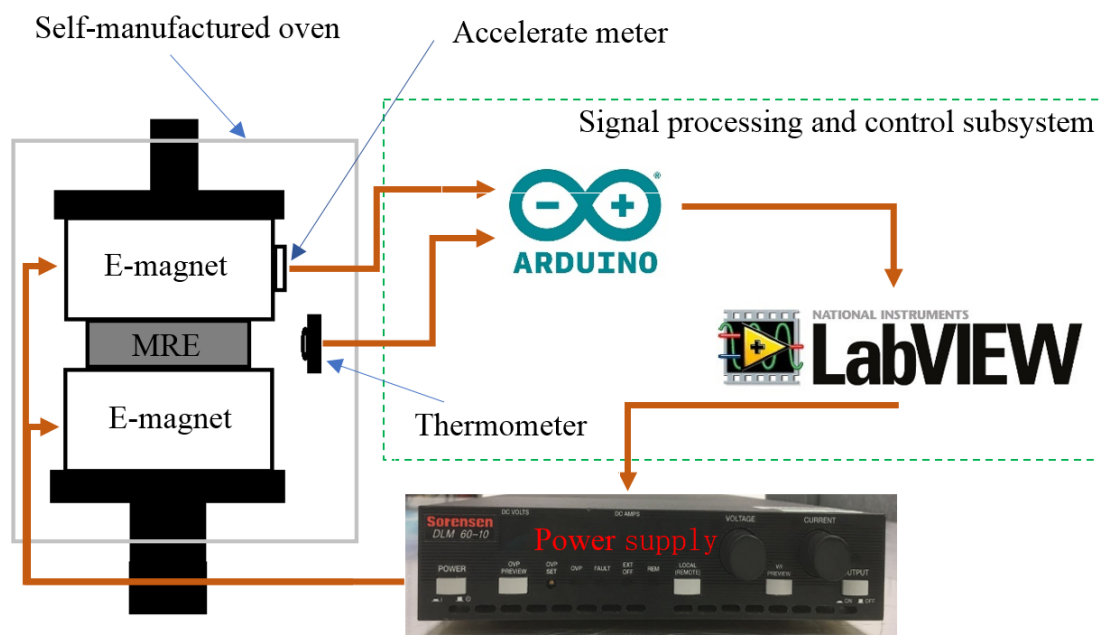 Self-manufactured oven
Accelerate meter
Signal processing and control subsystem
E-magnet
MRE
E-magnet
Thermometer
ARDUINO
NATIONAL INSTRUMENTS
LabVIEW
Sorensen
DLM 60-10
DC VOLTS
DC AMPS
VOLTAGE
CURRENT
Power supply
POWER
OVP
PREVIEW
OVP
SET
OVP
FAULT
EXT
OFF
REM
LOCAL
(REMOTE)
V/I
PREVIEW
OUTPUT
ON
OFF